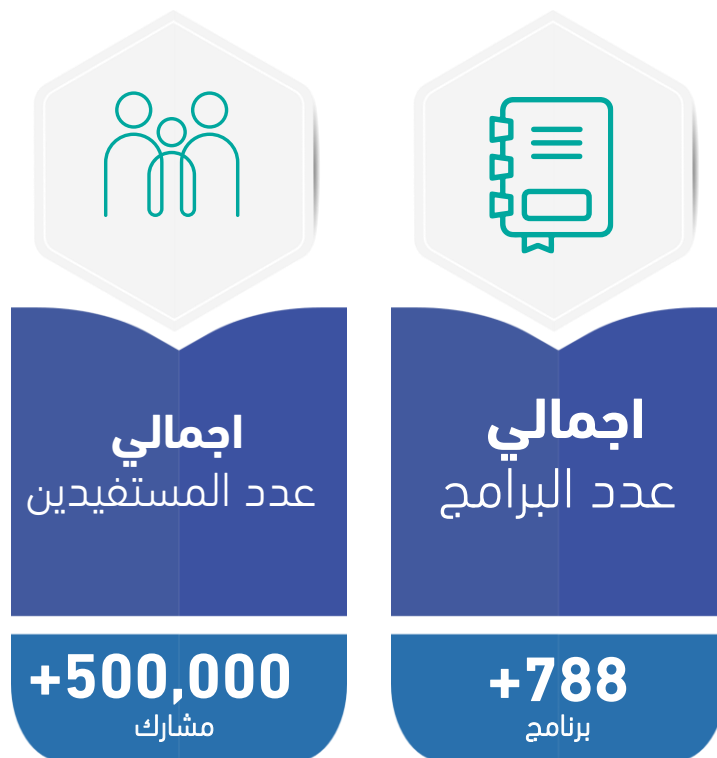 اجمالي
عدد البرامج
+788
برنامج
اجمالي
عدد المستفيدين
+500,000
مشارك